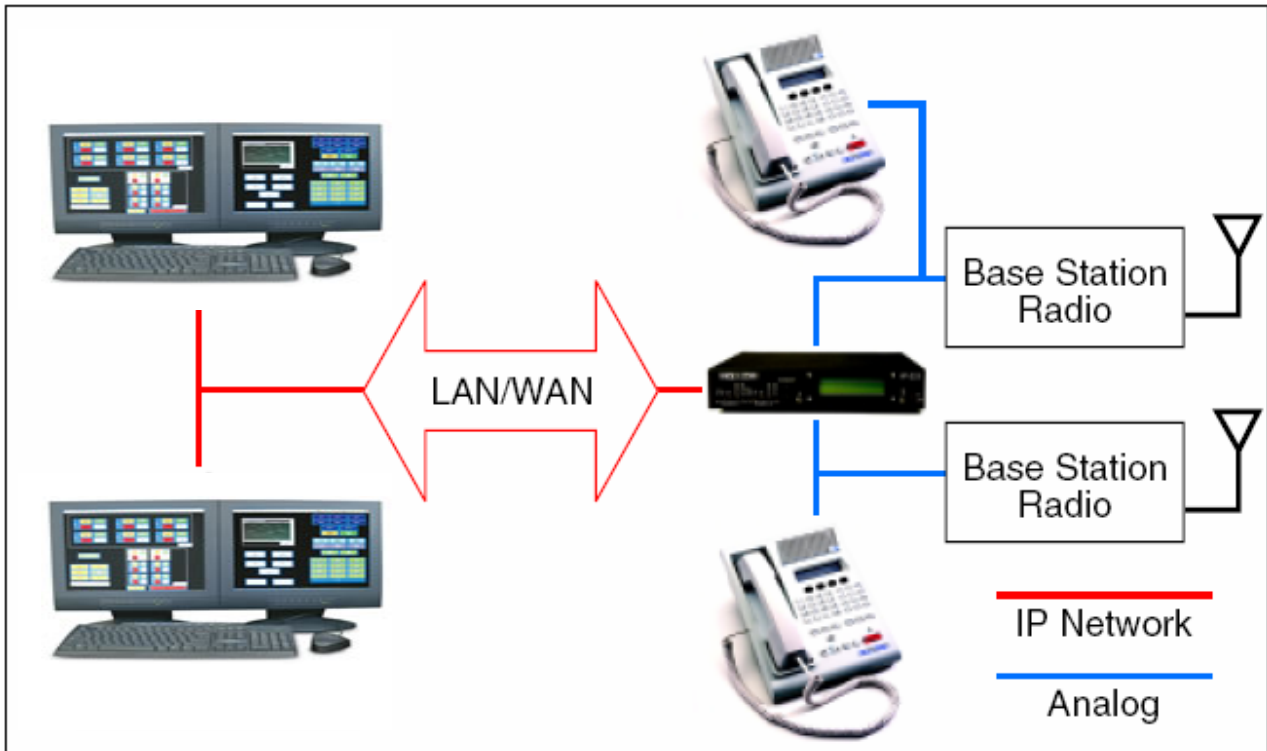 LAN/WAN
Base Station
Radio
Base Station
Radio
IP Network
Analog